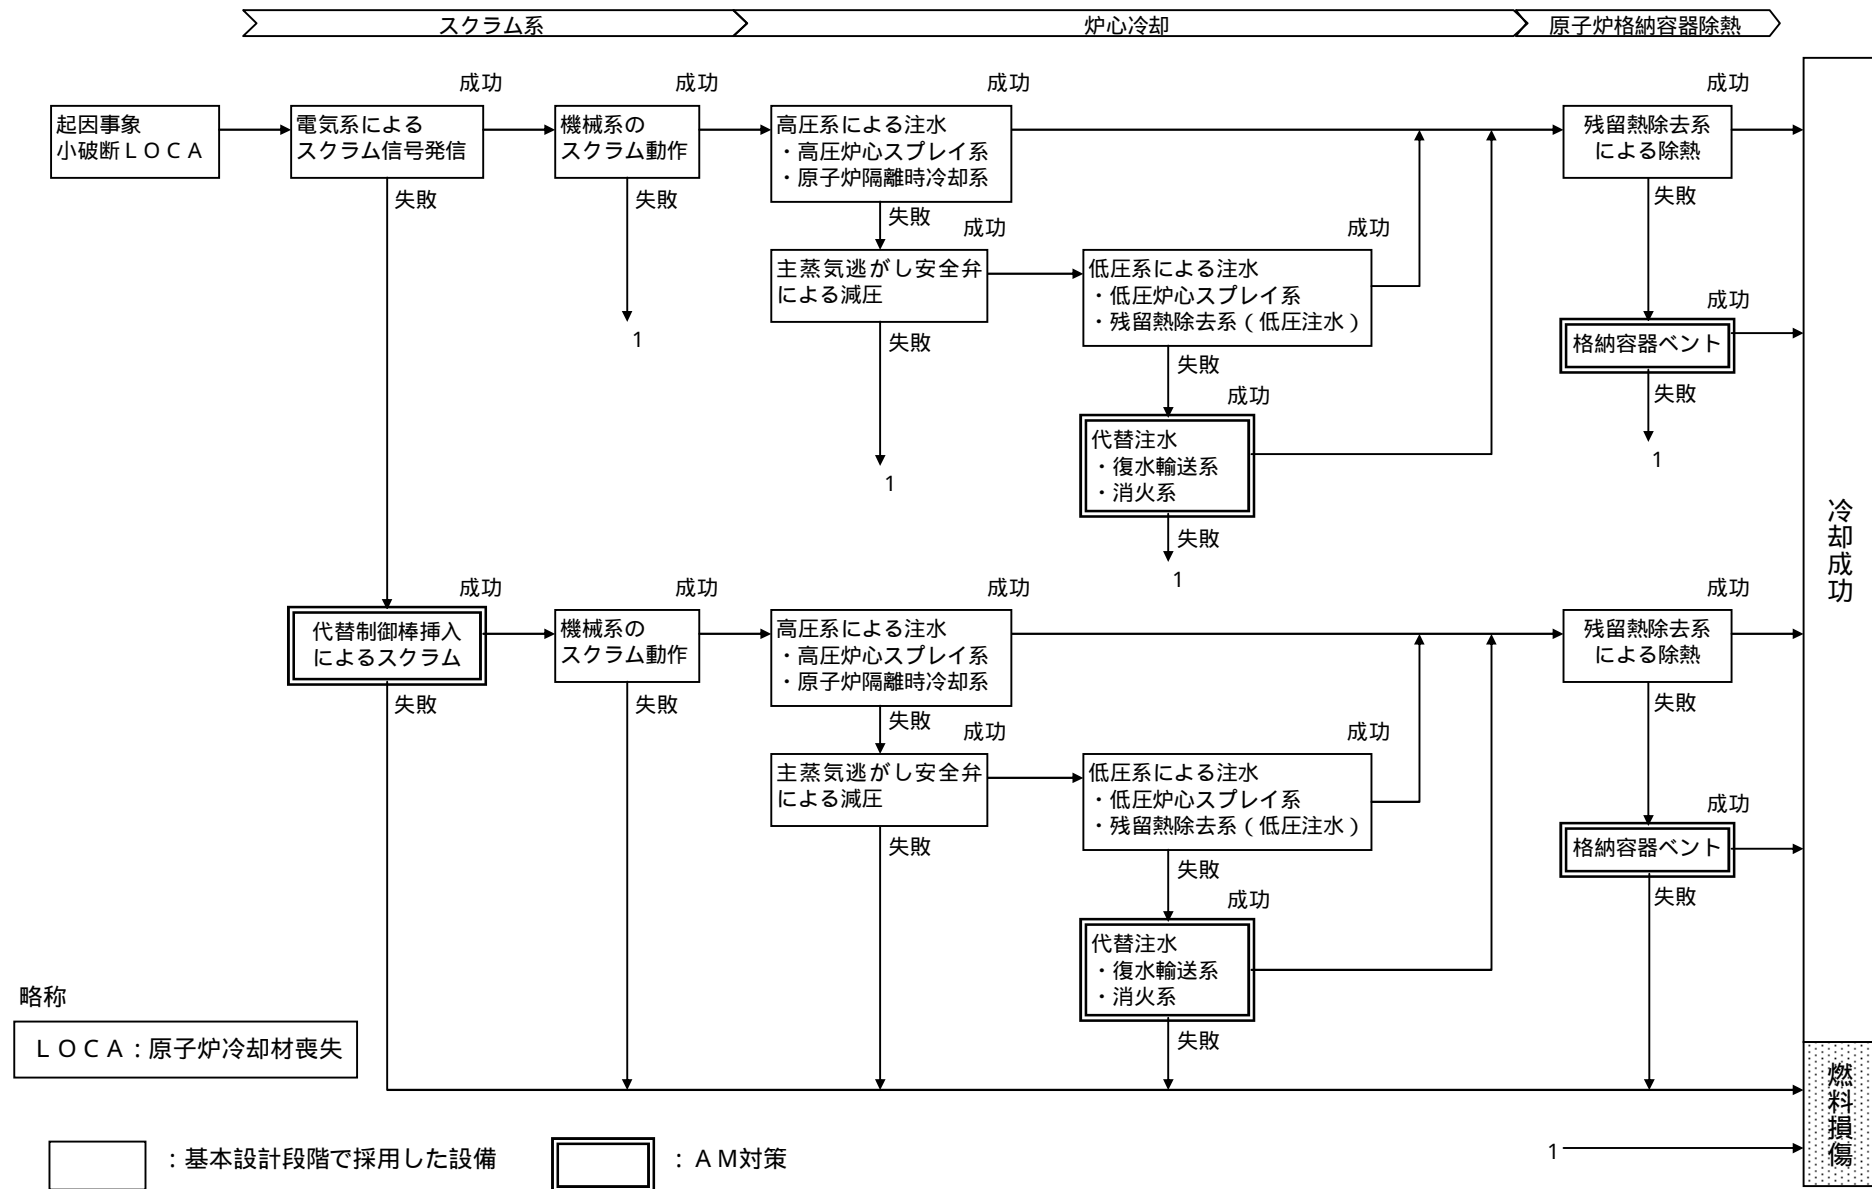 スクラム系
炉心冷却
原子炉格納容器除熱
起因事象
小破断ＬＯＣＡ
成功
電気系による
スクラム信号発信
失敗
成功
機械系の
スクラム動作
失敗
1
成功
高圧系による注水
・高圧炉心スプレイ系
・原子炉隔離時冷却系
失敗
成功
主蒸気逃がし安全弁
による減圧
失敗
1
成功
低圧系による注水
・低圧炉心スプレイ系
・残留熱除去系（低圧注水）
失敗
成功
代替注水
・復水輸送系
・消火系
失敗
1
成功
残留熱除去系
による除熱
失敗
成功
格納容器ベント
失敗
1
冷却成功
成功
代替制御棒挿入
によるスクラム
失敗
成功
機械系の
スクラム動作
失敗
成功
高圧系による注水
・高圧炉心スプレイ系
・原子炉隔離時冷却系
失敗
成功
主蒸気逃がし安全弁
による減圧
失敗
成功
低圧系による注水
・低圧炉心スプレイ系
・残留熱除去系（低圧注水）
失敗
成功
代替注水
・復水輸送系
・消火系
失敗
成功
残留熱除去系
による除熱
失敗
成功
格納容器ベント
失敗
略称
ＬＯＣＡ：原子炉冷却材喪失
燃料損傷
1
：基本設計段階で採用した設備
：ＡＭ対策